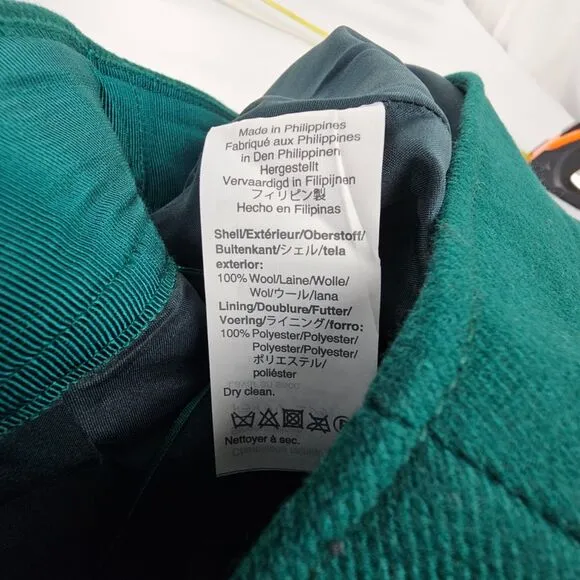 Made in Philippines
Fabriqué aux Philippines
in Den Philippinen
Hergestellt
Vervaardigd in Filipijnen
フィリピン製
Hecho en Filipinas
Shell/Extérieur/Oberstoff/
Buitenkant/シェル/tela
exterior:
100% Wool/Laine/Wolle/
Wol/ウール/lana
Lining/Doublure/Futter/
Voering/ライニング/forro:
100% Polyester/Polyester/
Polyester/Polyester/
ポリエステル/
poliéster
Dry clean.
Nettoyer à sec.